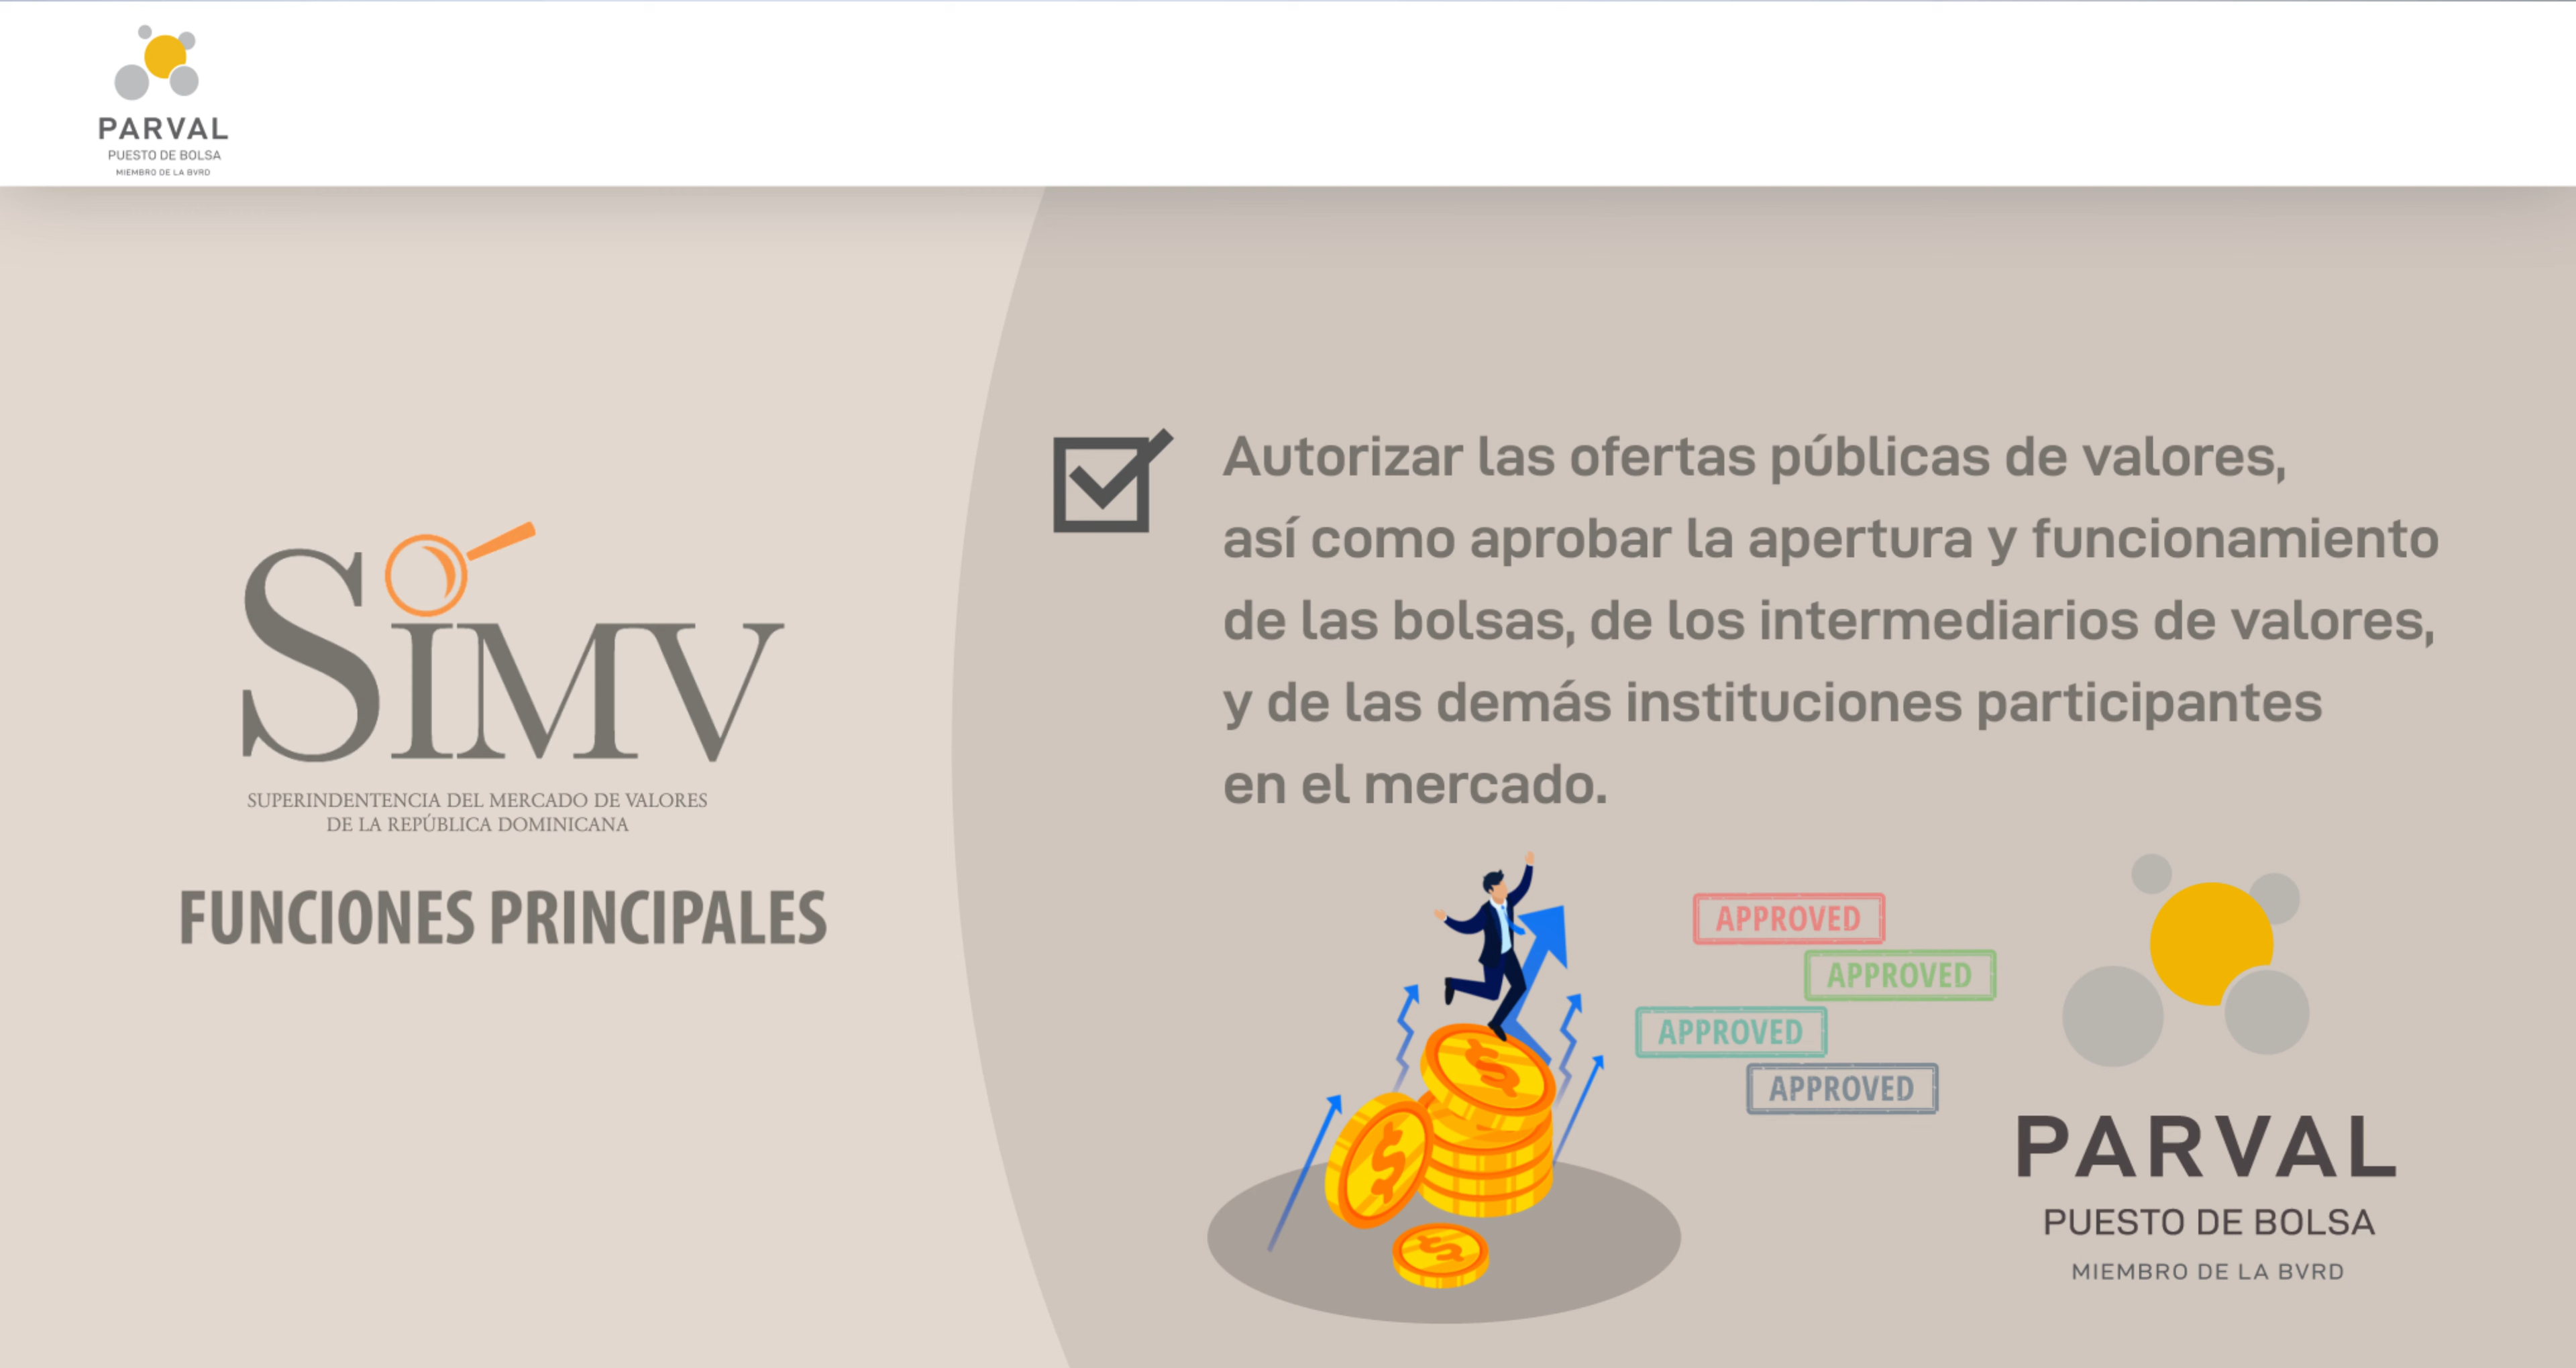 PARVAL
PUESTO DE BOLSA
MIEMBRO DE LA BVRD
SIMV
SUPERINDENTENCIA DEL MERCADO DE VALORES
DE LA REPÚBLICA DOMINICANA
FUNCIONES PRINCIPALES
Autorizar las ofertas públicas de valores,
así como aprobar la apertura y funcionamiento
de las bolsas, de los intermediarios de valores,
y de las demás instituciones participantes
en el mercado.
APPROVED
APPROVED
APPROVED
APPROVED
PARVAL
PUESTO DE BOLSA
MIEMBRO DE LA BVRD